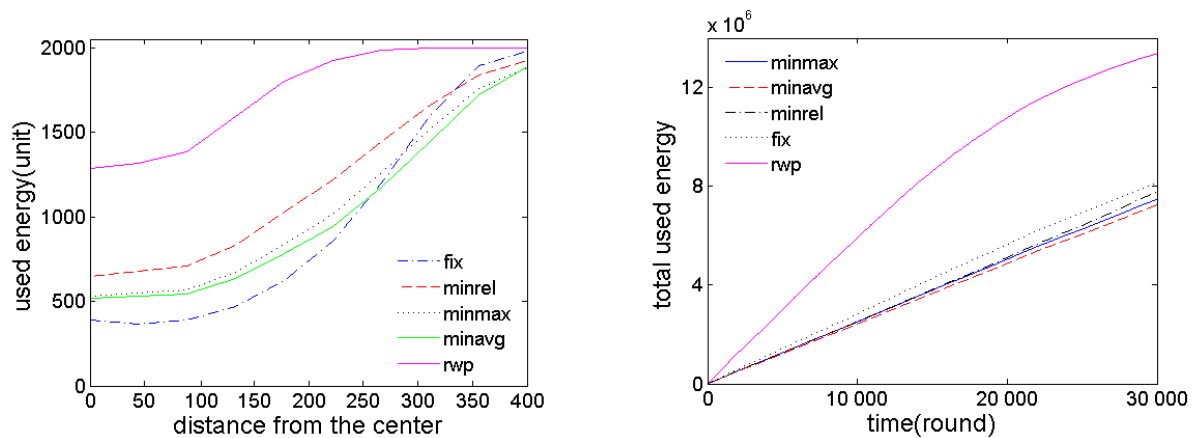 2000
1500
1000
500
0
used energy(unit)
fix
minrel
minmax
minavg
rwp
0 50 100 150 200 250 300 350 400
distance from the center
x 10^6
12
8
4
0
total used energy
minmax
minavg
minrel
fix
rwp
0 10 000 20 000 30 000
time(round)